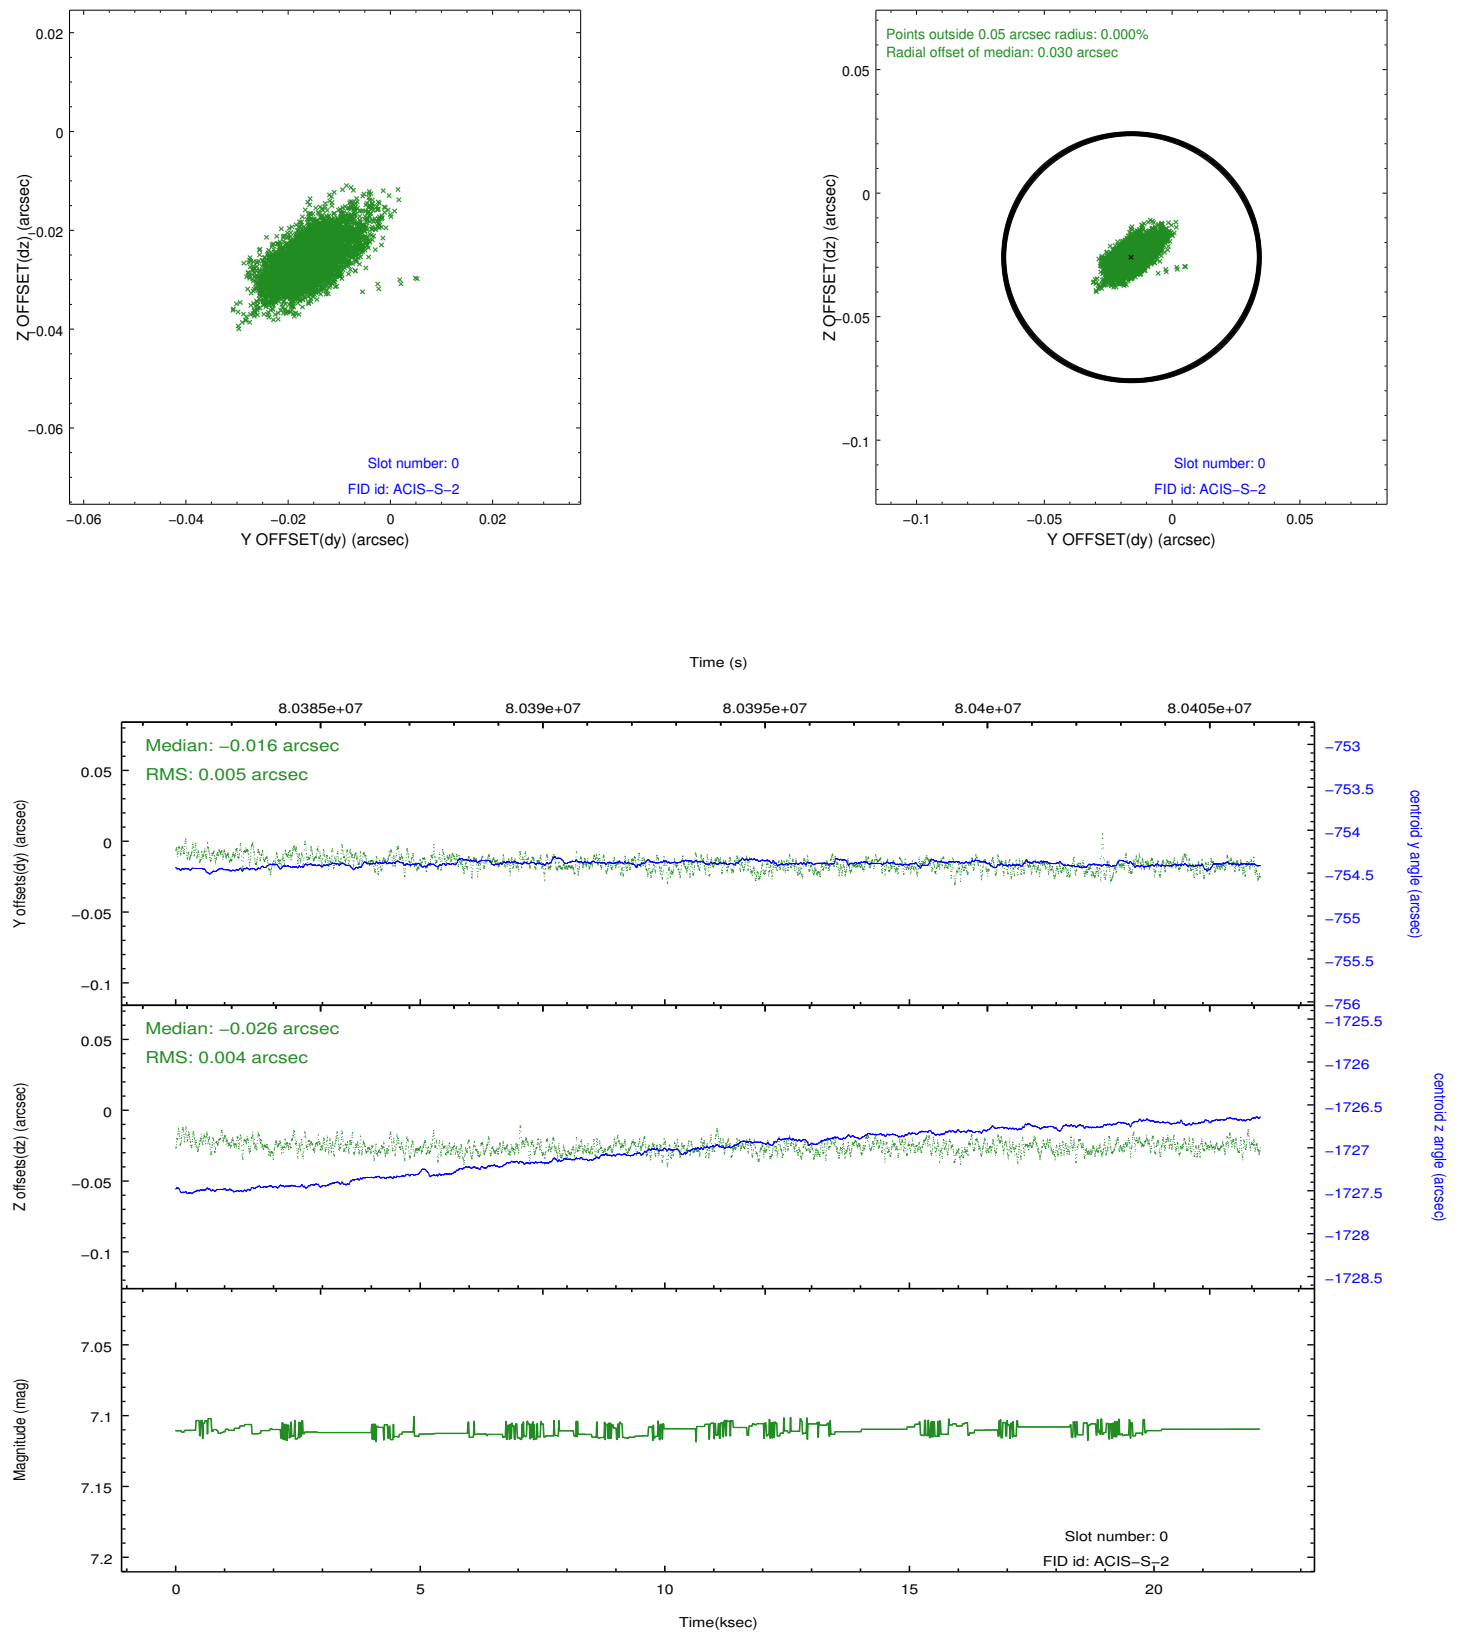 0.02
0
−0.02
−0.04
−0.06
Z OFFSET(dz) (arcsec)
Slot number: 0
FID id: ACIS−S−2
−0.06
−0.04
−0.02
0
0.02
Y OFFSET(dy) (arcsec)
Points outside 0.05 arcsec radius: 0.000%
Radial offset of median: 0.030 arcsec
0.05
0
−0.05
−0.1
Z OFFSET(dz) (arcsec)
Slot number: 0
FID id: ACIS−S−2
−0.1
−0.05
0
0.05
Y OFFSET(dy) (arcsec)
Time (s)
8.0385e+07
8.039e+07
8.0395e+07
8.04e+07
8.0405e+07
Median: −0.016 arcsec
RMS: 0.005 arcsec
0.05
0
−0.05
−0.1
Y offsets(dy) (arcsec)
−753
−753.5
−754
−754.5
−755
−755.5
−756
centroid y angle (arcsec)
Median: −0.026 arcsec
RMS: 0.004 arcsec
0.05
0
−0.05
−0.1
Z offsets(dz) (arcsec)
−1725.5
−1726
−1726.5
−1727
−1727.5
−1728
−1728.5
centroid z angle (arcsec)
7.05
7.1
7.15
7.2
Magnitude (mag)
Slot number: 0
FID id: ACIS−S−2
0
5
10
15
20
Time(ksec)